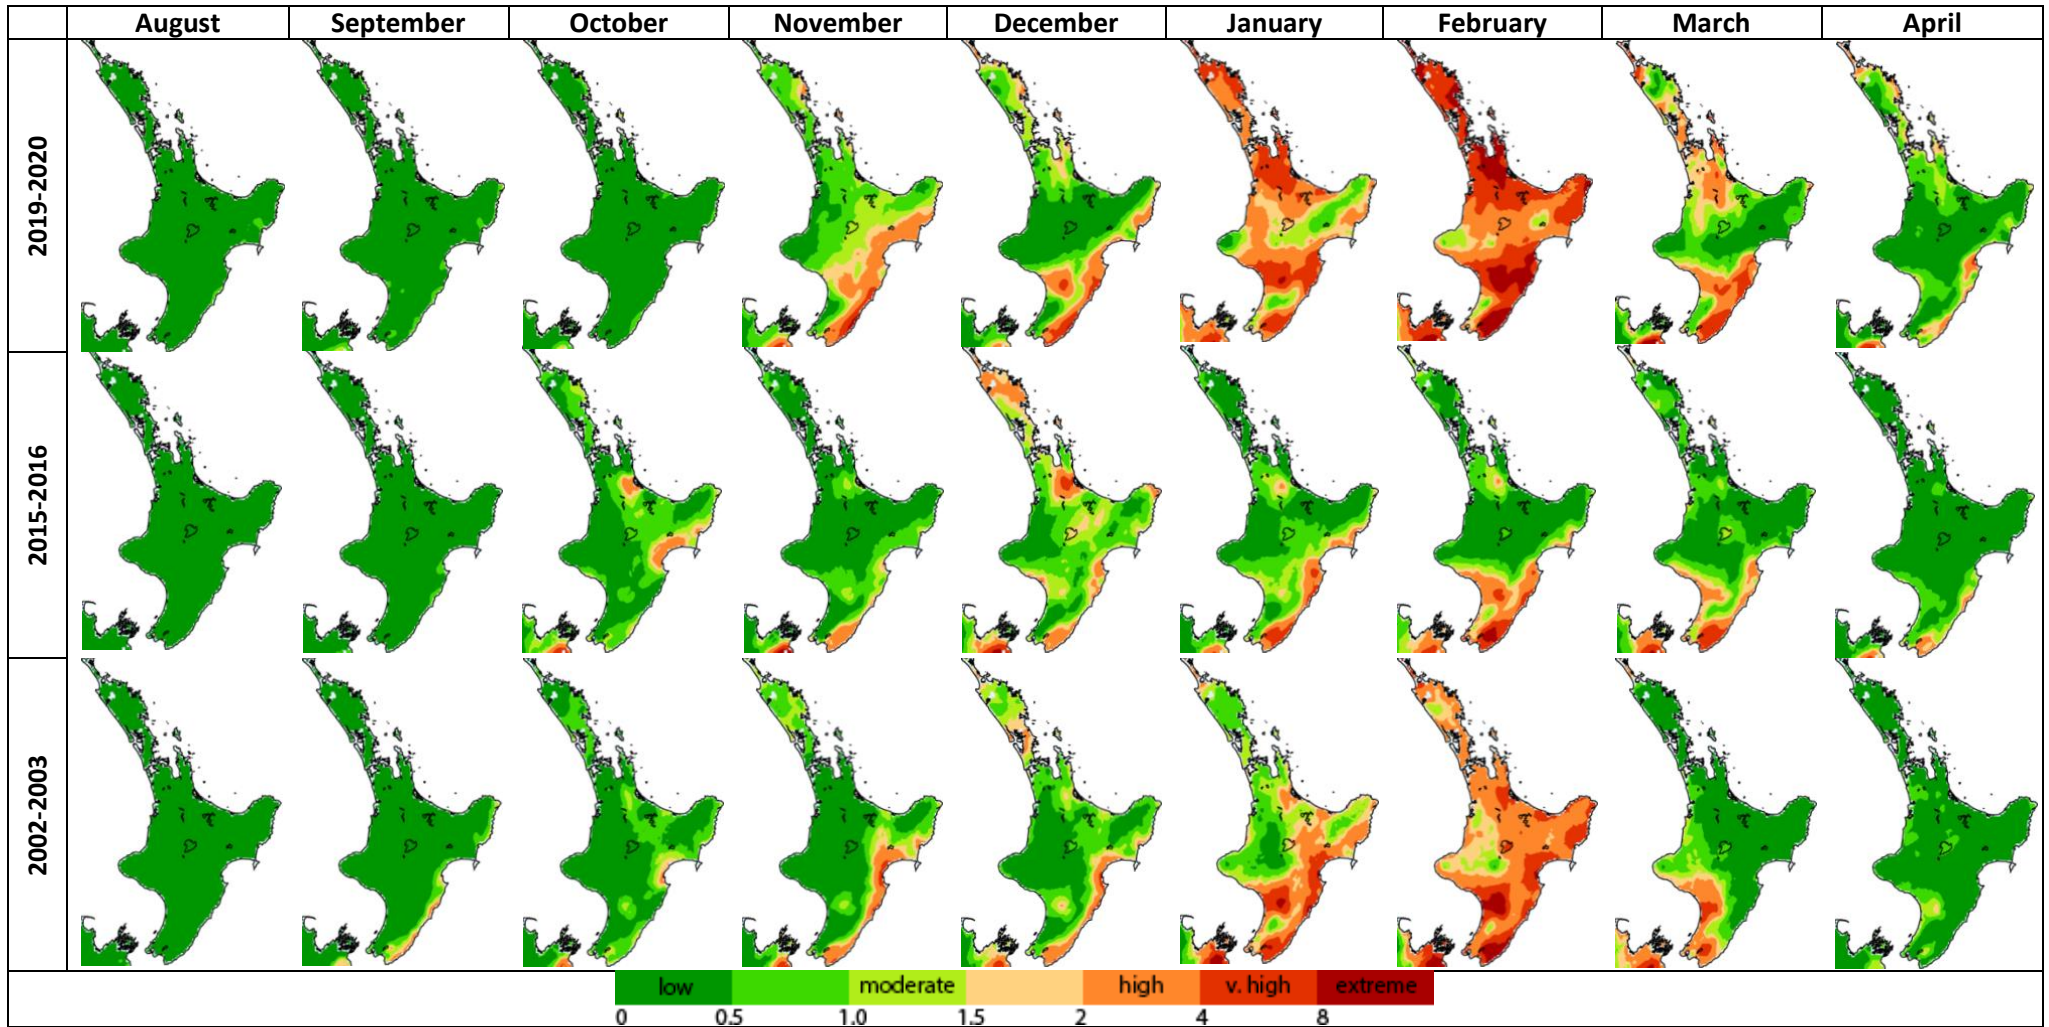 August September October November December January February March April
2019-2020
2015-2016
2002-2003
low moderate high v. high extreme
0 0.5 1.0 1.5 2 4 8